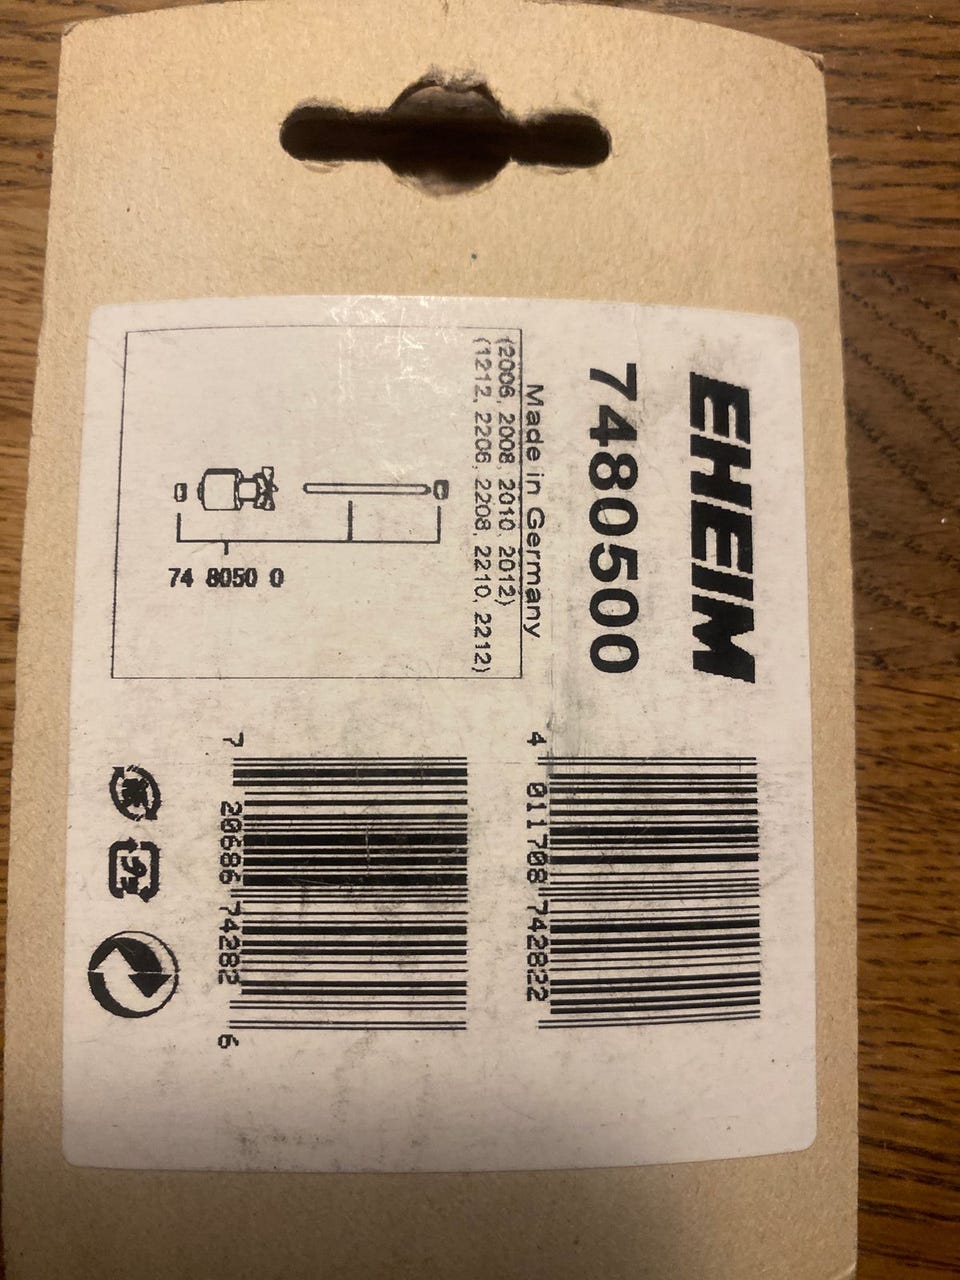 EHEIM
7480500
Made in Germany
(2006, 2008, 2010, 2012)
(1212, 2206, 2208, 2210, 2212)
74 8050 0
4 011708 742822
7 20686 74282 6